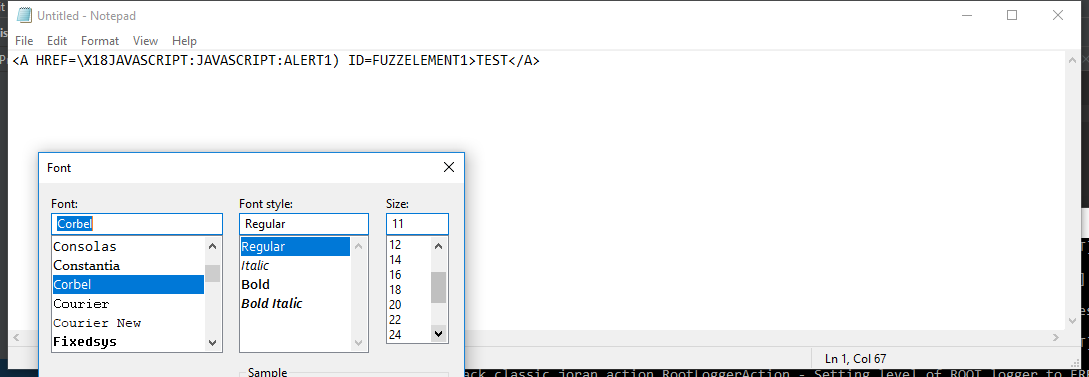 Untitled - Notepad
File Edit Format View Help
<A HREF=\X18JAVASCRIPT:JAVASCRIPT:ALERT1) ID=FUZZELEMENT1>TEST</A>
Font
Font: Font style: Size:
Corbel Regular 11
Consolas Regular 12
Constantia Italic 14
Corbel Bold 16
Courier Bold Italic 18
Courier New 20
Fixedsys 22
24
Sample
Ln 1, Col 67
ack.classic.joran.action.RootLoggerAction - Setting level of ROOT logger to